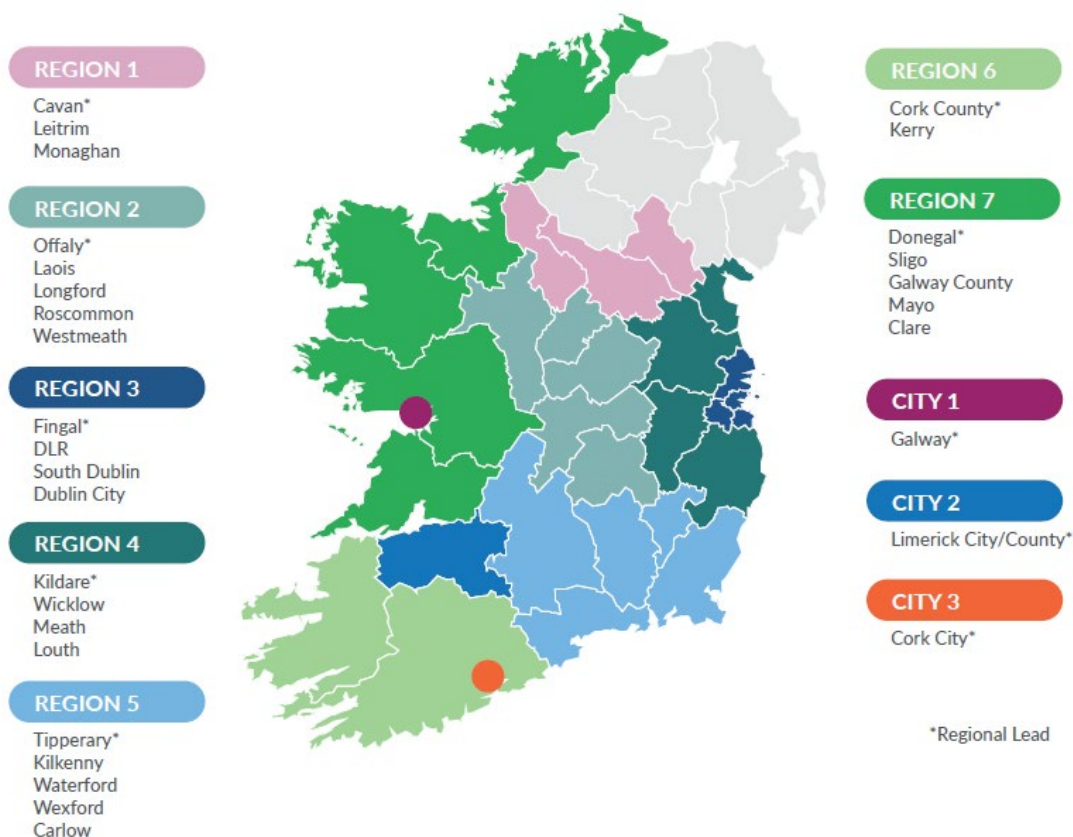 REGION 1
Cavan*
Leitrim
Monaghan
REGION 2
Offaly*
Laois
Longford
Roscommon
Westmeath
REGION 3
Fingal*
DLR
South Dublin
Dublin City
REGION 4
Kildare*
Wicklow
Meath
Louth
REGION 5
Tipperary*
Kilkenny
Waterford
Wexford
Carlow
REGION 6
Cork County*
Kerry
REGION 7
Donegal*
Sligo
Galway County
Mayo
Clare
CITY 1
Galway*
CITY 2
Limerick City/County*
CITY 3
Cork City*
*Regional Lead